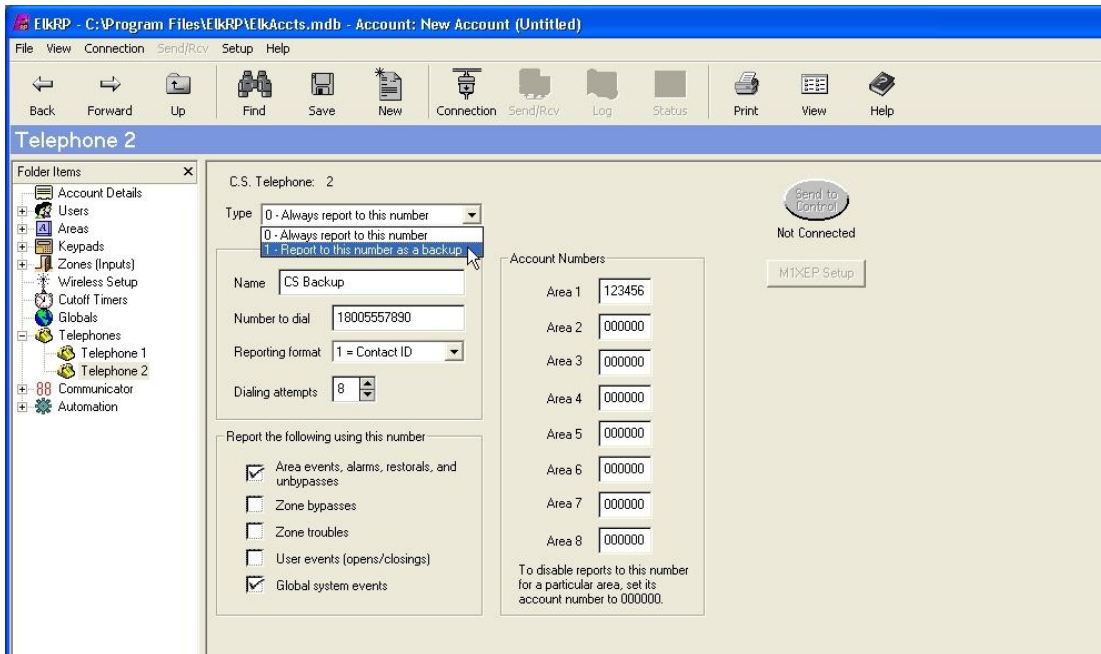 ElkRP - C:\Program Files\ElkRP\ElkAccts.mdb - Account: New Account (Untitled)
File View Connection Send/Rcv Setup Help
Back Forward Up Find Save New Connection Send/Rcv Log Status Print View Help
Telephone 2
Folder Items
Account Details
Users
Areas
Keypads
Zones (Inputs)
Wireless Setup
Cutoff Timers
Globals
Telephones
Telephone 1
Telephone 2
88 Communicator
Automation
C.S. Telephone: 2
Type 0 - Always report to this number
0 - Always report to this number
1 - Report to this number as a backup
Name CS Backup
Number to dial 18005557890
Reporting format 1 = Contact ID
Dialing attempts 8
Report the following using this number
Area events, alarms, restorals, and
unbypasses
Zone bypasses
Zone troubles
User events (opens/closings)
Global system events
Account Numbers
Area 1 123456
Area 2 000000
Area 3 000000
Area 4 000000
Area 5 000000
Area 6 000000
Area 7 000000
Area 8 000000
To disable reports to this number
for a particular area, set its
account number to 000000.
Send to
Control
Not Connected
M1XEP Setup